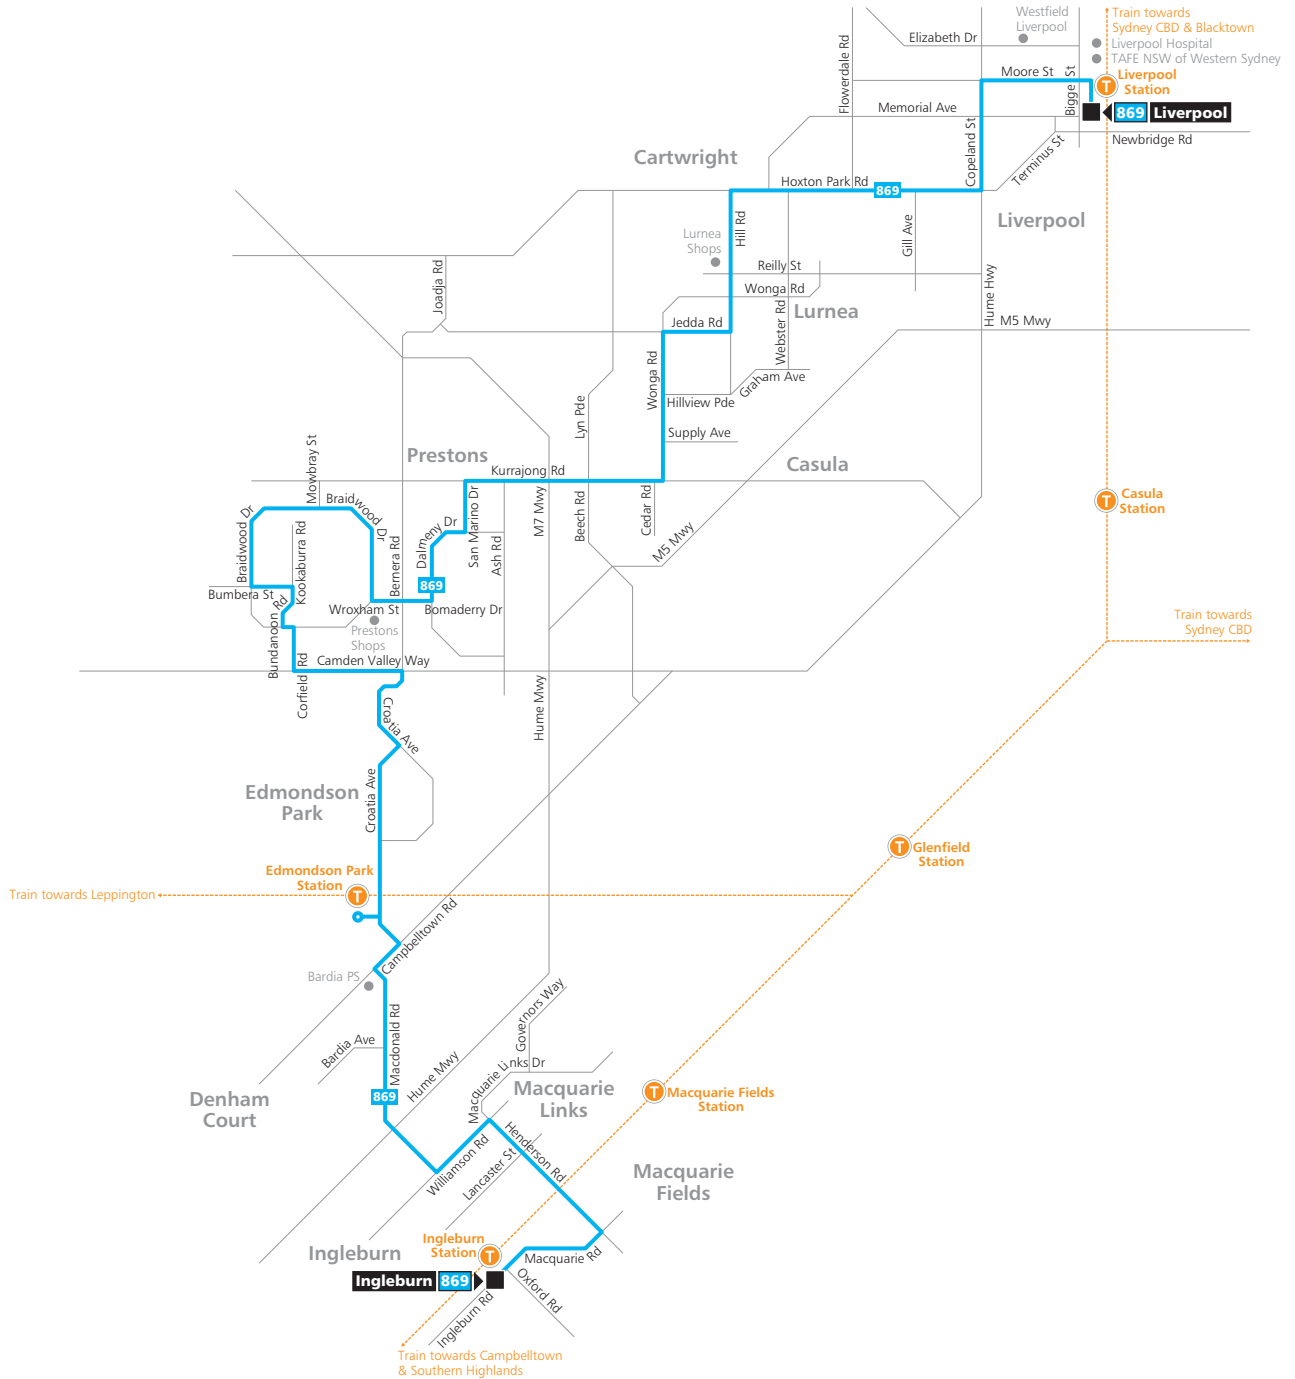 Westfield
Liverpool
Train towards
Sydney CBD & Blacktown
Elizabeth Dr
Liverpool Hospital
TAFE NSW of Western Sydney
Flowerdale Rd
Moore St
Bigge St
Liverpool
Station
Memorial Ave
869 Liverpool
Copeland St
Terminus St
Newbridge Rd
Cartwright
Hoxton Park Rd
869
Liverpool
Hill Rd
Gill Ave
Lurnea
Shops
Joadja Rd
Reilly St
Wonga Rd
Hume Hwy
Lurnea
Jedda Rd
Webster Rd
M5 Mwy
Wonga Rd
Graham Ave
Lyn Pde
Hillview Pde
Supply Ave
Prestons
Mowbray St
Kurrajong Rd
Casula
Braidwood Dr
Braidwood Dr
San Marino Dr
M7 Mwy
Beech Rd
Cedar Rd
Casula
Station
Braidwood Dr
Kookaburra Rd
Bernera Rd
Dalmeny Dr
Ash Rd
M5 Mwy
869
Bumbera St
Wroxham St
Bomaderry Dr
Bundanoon Rd
Prestons
Shops
Train towards
Sydney CBD
Camden Valley Way
Corfield Rd
Croatia Ave
Hume Mwy
Croatia Ave
Edmondson
Park
Glenfield
Station
Edmondson Park
Station
Train towards Leppington
Campbelltown Rd
Bardia PS
Governors Way
Macdonald Rd
Bardia Ave
Hume Mwy
Macquarie Links Dr
869
Denham
Court
Macquarie
Links
Macquarie Fields
Station
Williamson Rd
Henderson Rd
Lancaster St
Macquarie
Fields
Ingleburn
Ingleburn
Station
Macquarie Rd
Ingleburn 869
Oxford Rd
Ingleburn Rd
Train towards Campbelltown
& Southern Highlands
T
T
T
T
T
T